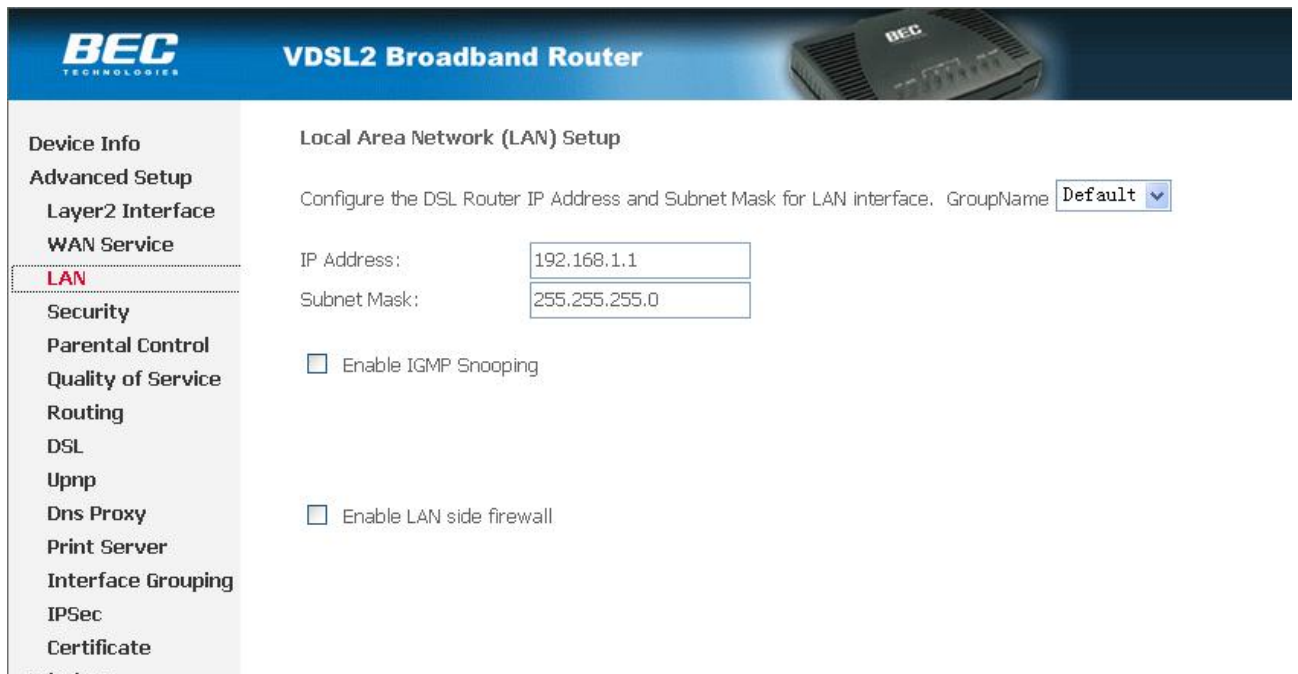 BEC
TECHNOLOGIES
VDSL2 Broadband Router
BEC
Device Info
Advanced Setup
Layer2 Interface
WAN Service
LAN
Security
Parental Control
Quality of Service
Routing
DSL
Upnp
Dns Proxy
Print Server
Interface Grouping
IPSec
Certificate
Local Area Network (LAN) Setup
Configure the DSL Router IP Address and Subnet Mask for LAN interface. GroupName Default
IP Address: 192.168.1.1
Subnet Mask: 255.255.255.0
Enable IGMP Snooping
Enable LAN side firewall